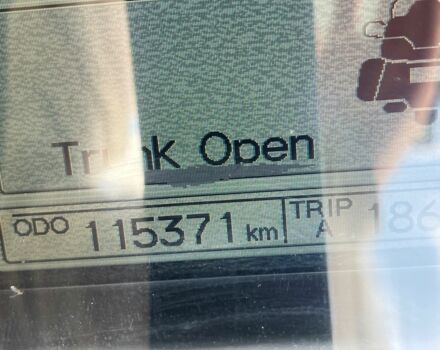 Trunk Open
ODO 115371 km TRIP A 186